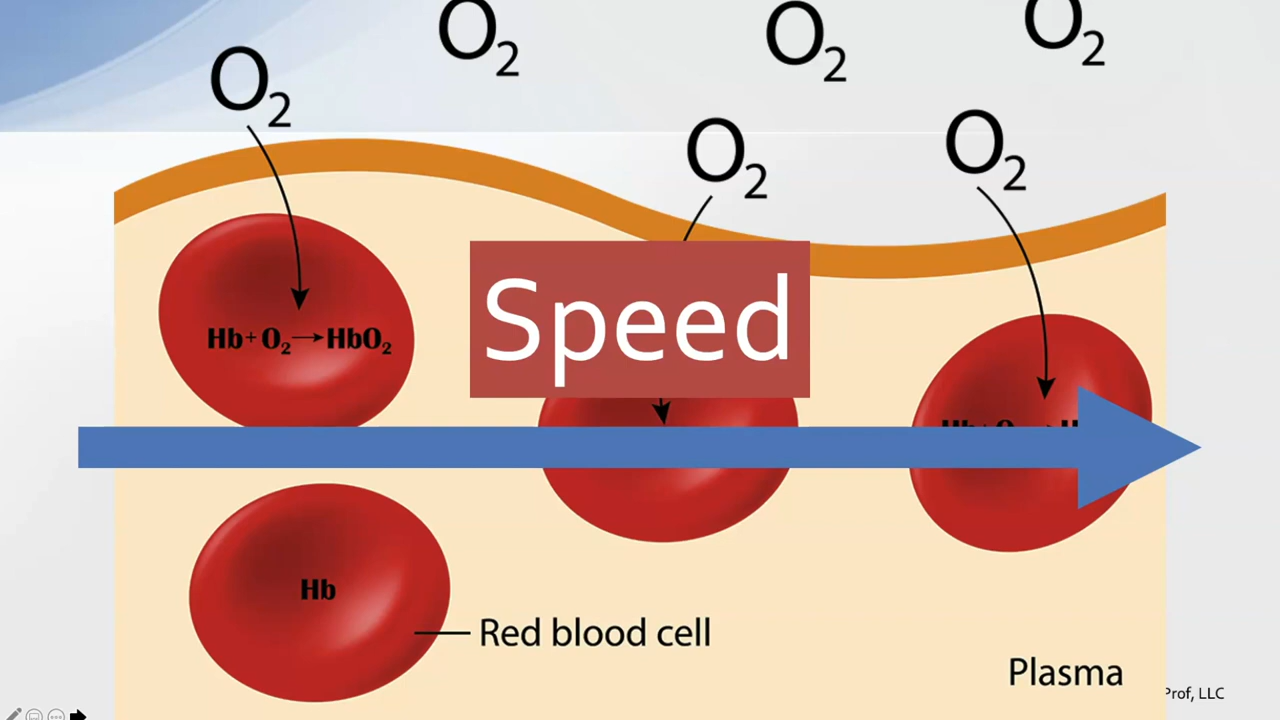 O₂
O₂
O₂
O₂
O₂
O₂
Speed
Hb+O₂→HbO₂
Hb
Red blood cell
Plasma
Prof, LLC